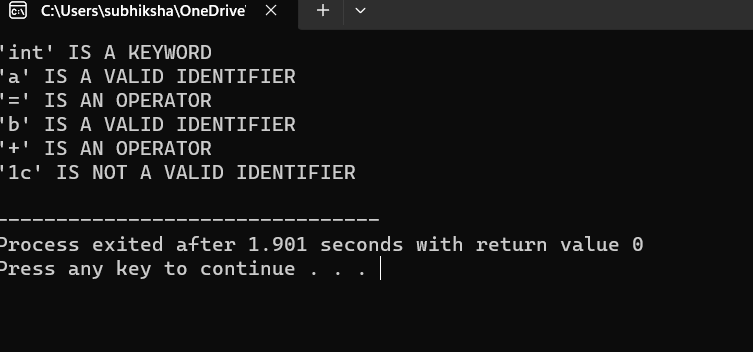 C:\Users\subhiksha\OneDrive'
'int' IS A KEYWORD
'a' IS A VALID IDENTIFIER
'=' IS AN OPERATOR
'b' IS A VALID IDENTIFIER
'+' IS AN OPERATOR
'1c' IS NOT A VALID IDENTIFIER
--------------------------------
Process exited after 1.901 seconds with return value 0
Press any key to continue . . .